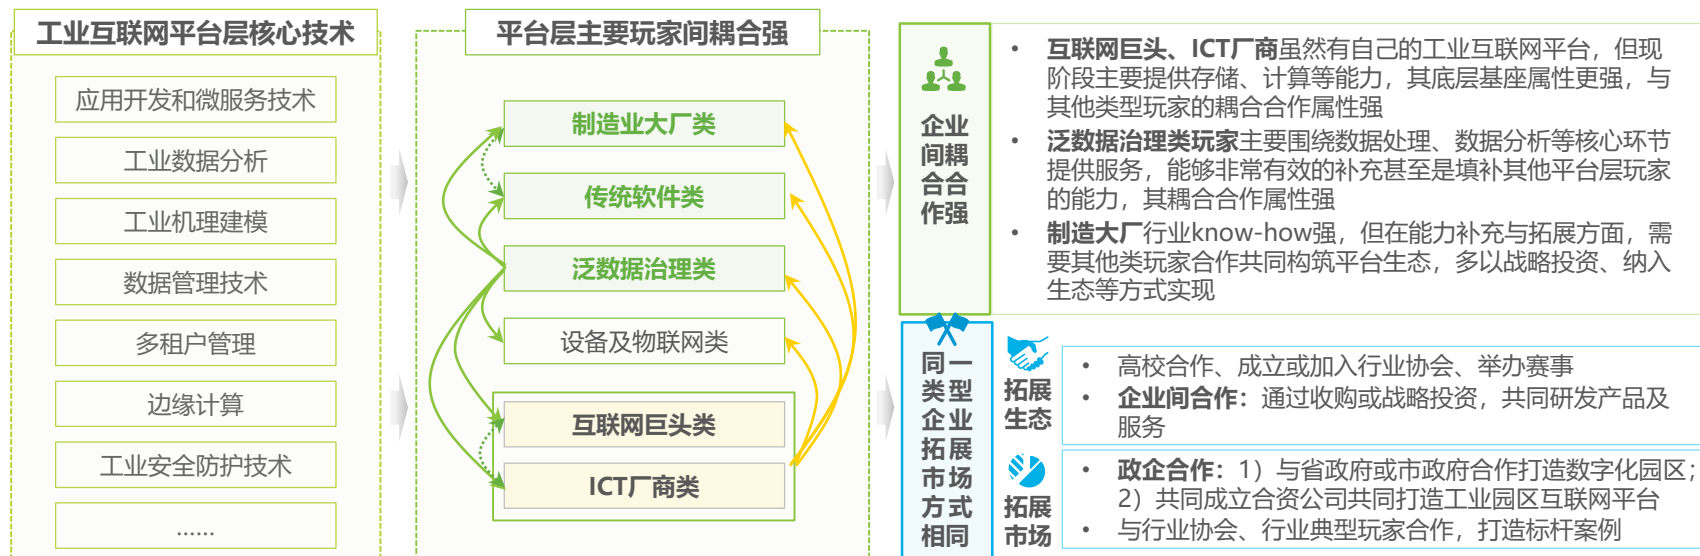 工业互联网平台层核心技术
应用开发和微服务技术
工业数据分析
工业机理建模
数据管理技术
多租户管理
边缘计算
工业安全防护技术
……
平台层主要玩家间耦合强
制造业大厂类
传统软件类
泛数据治理类
设备及物联网类
互联网巨头类
ICT厂商类
企业
间耦
合合
作强
• 互联网巨头、ICT厂商虽然有自己的工业互联网平台，但现
阶段主要提供存储、计算等能力，其底层基座属性更强，与
其他类型玩家的耦合合作属性强
• 泛数据治理类玩家主要围绕数据处理、数据分析等核心环节
提供服务，能够非常有效的补充甚至是填补其他平台层玩家
的能力，其耦合合作属性强
• 制造大厂行业know-how强，但在能力补充与拓展方面，需
要其他类玩家合作共同构筑平台生态，多以战略投资、纳入
生态等方式实现
同一
类型
企业
拓展
市场
方式
相同
拓展
生态
• 高校合作、成立或加入行业协会、举办赛事
• 企业间合作：通过收购或战略投资，共同研发产品及
服务
拓展
市场
• 政企合作：1）与省政府或市政府合作打造数字化园区；
2）共同成立合资公司共同打造工业园区互联网平台
• 与行业协会、行业典型玩家合作，打造标杆案例